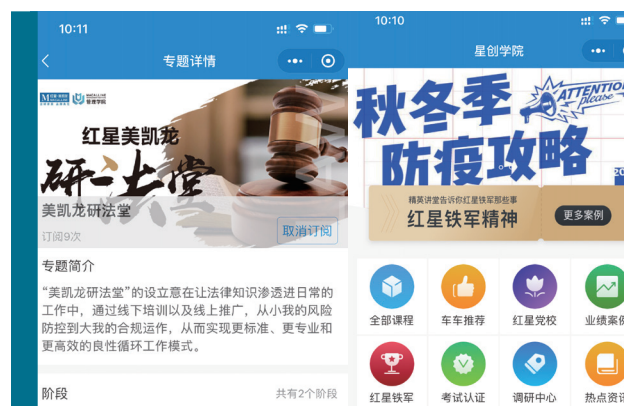 10:11
专题详情
管理学院
红星美凯龙
研法堂
美凯龙研法堂
订阅9次
取消订阅
专题简介
“美凯龙研法堂”的设立意在让法律知识渗透进日常的
工作中，通过线下培训以及线上推广，从小我的风险
防控到大我的合规运作，从而实现更标准、更专业和
更高效的良性循环工作模式。
阶段
共有2个阶段
10:10
星创学院
秋冬季
ATTENTION
please
防疫攻略
精英讲堂告诉你红星铁军那些事
红星铁军精神
更多案例
全部课程
车车推荐
红星党校
业绩案例
红星铁军
考试认证
调研中心
热点资讯